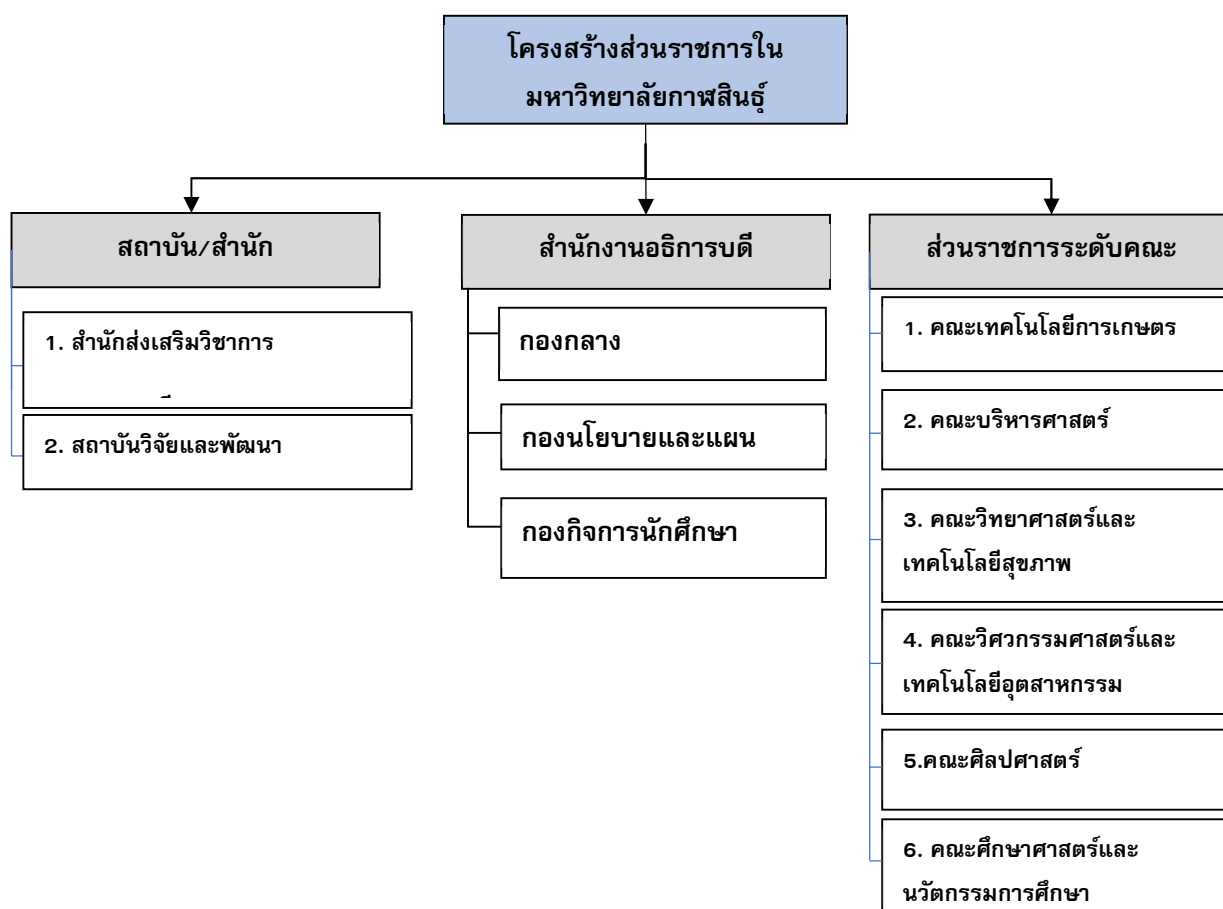 โครงสร้างส่วนราชการใน
มหาวิทยาลัยกาฬสินธุ์
สถาบัน/สำนัก
1. สำนักส่งเสริมวิชาการ
2. สถาบันวิจัยและพัฒนา
สำนักงานอธิการบดี
กองกลาง
กองนโยบายและแผน
กองกิจการนักศึกษา
ส่วนราชการระดับคณะ
1. คณะเทคโนโลยีการเกษตร
2. คณะบริหารศาสตร์
3. คณะวิทยาศาสตร์และ
เทคโนโลยีสุขภาพ
4. คณะวิศวกรรมศาสตร์และ
เทคโนโลยีอุตสาหกรรม
5.คณะศิลปศาสตร์
6. คณะศึกษาศาสตร์และ
นวัตกรรมการศึกษา